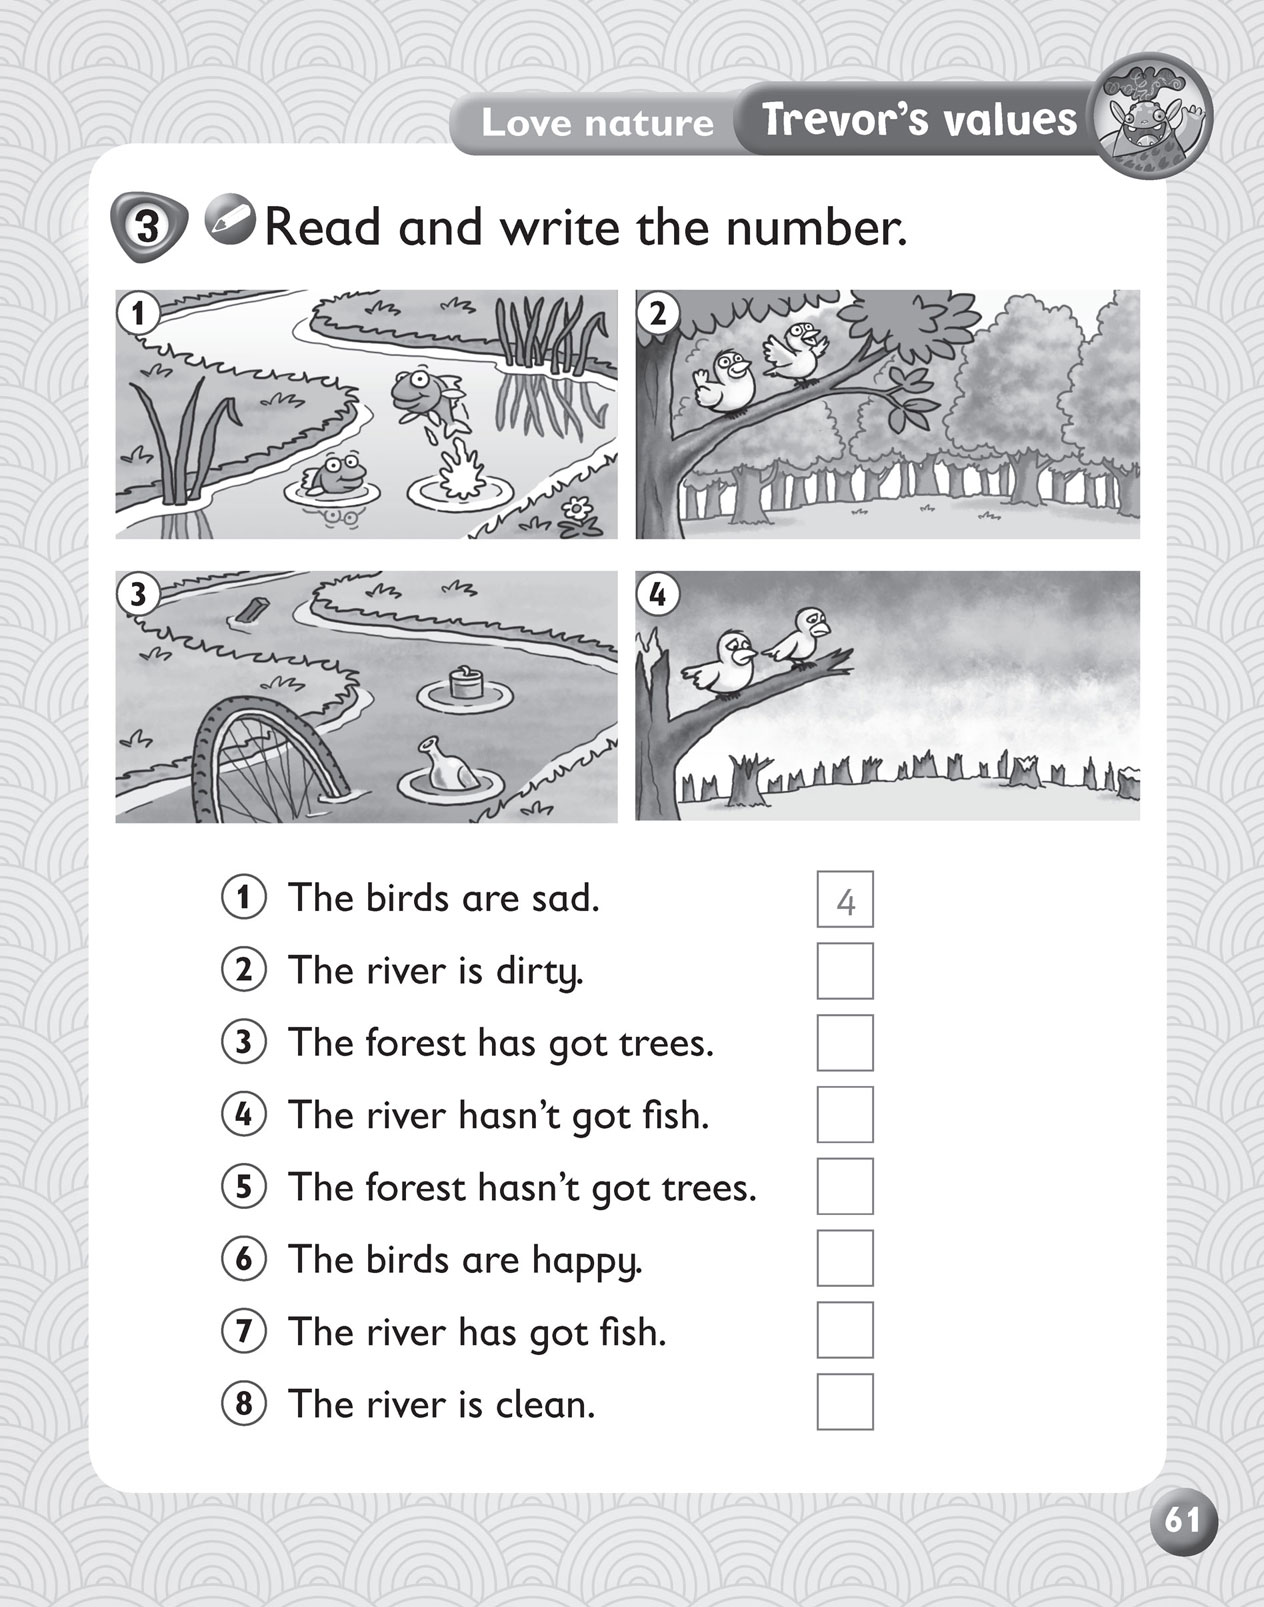 Love nature Trevor's values
3 Read and write the number.
1
2
3
4
1 The birds are sad. 4
2 The river is dirty.
3 The forest has got trees.
4 The river hasn't got fish.
5 The forest hasn't got trees.
6 The birds are happy.
7 The river has got fish.
8 The river is clean.
61